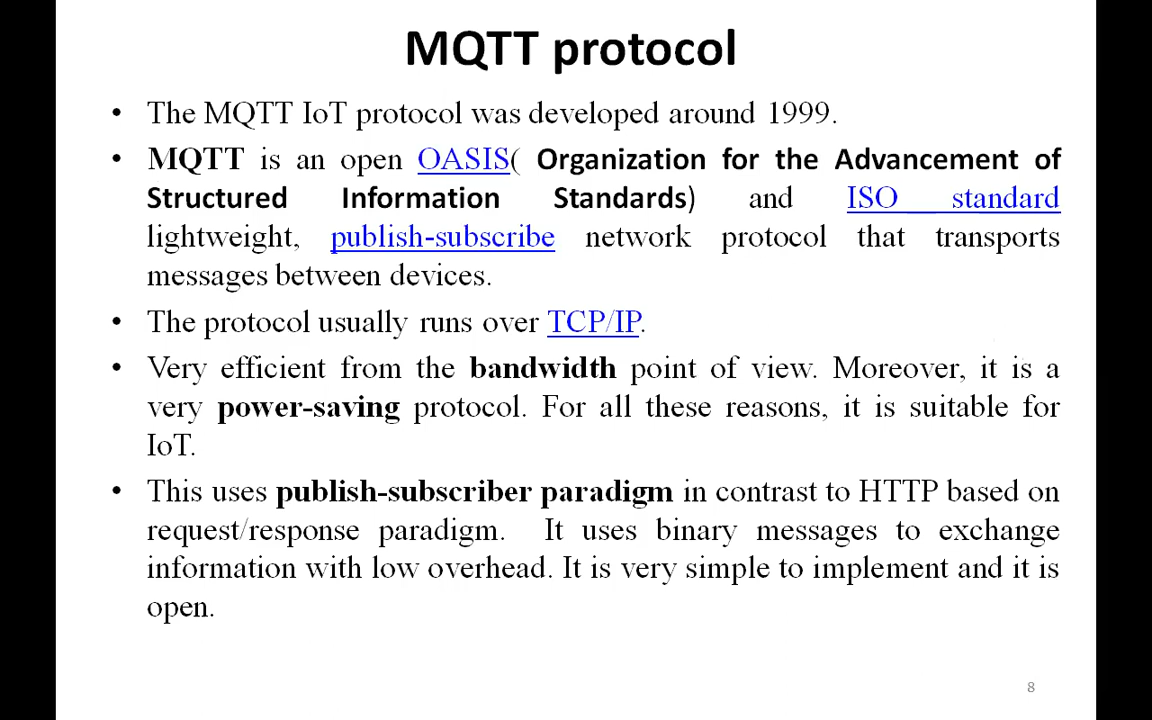 MQTT protocol
• The MQTT IoT protocol was developed around 1999.
• MQTT is an open OASIS( Organization for the Advancement of
Structured Information Standards) and ISO standard
lightweight, publish-subscribe network protocol that transports
messages between devices.
• The protocol usually runs over TCP/IP.
• Very efficient from the bandwidth point of view. Moreover, it is a
very power-saving protocol. For all these reasons, it is suitable for
IoT.
• This uses publish-subscriber paradigm in contrast to HTTP based on
request/response paradigm. It uses binary messages to exchange
information with low overhead. It is very simple to implement and it is
open.
8